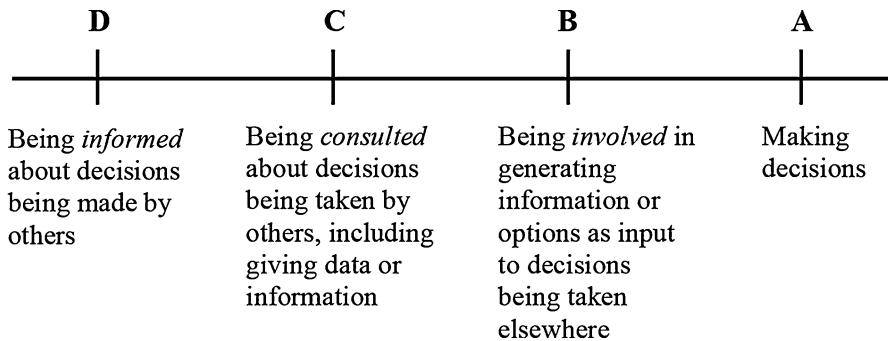 D
C
B
A
Being informed
about decisions
being made by
others
Being consulted
about decisions
being taken by
others, including
giving data or
information
Being involved in
generating
information or
options as input
to decisions
being taken
elsewhere
Making
decisions